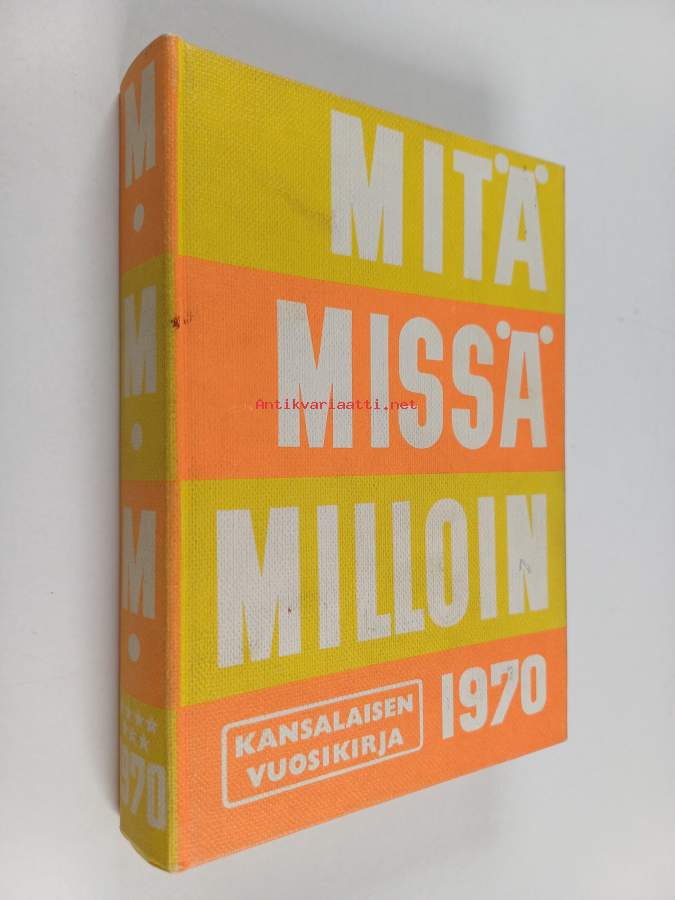 MITÄ
MISSÄ
MILLOIN
KANSALAISEN
VUOSIKIRJA
1970
M.
M.
M.
1970
Antikvariaatti.net